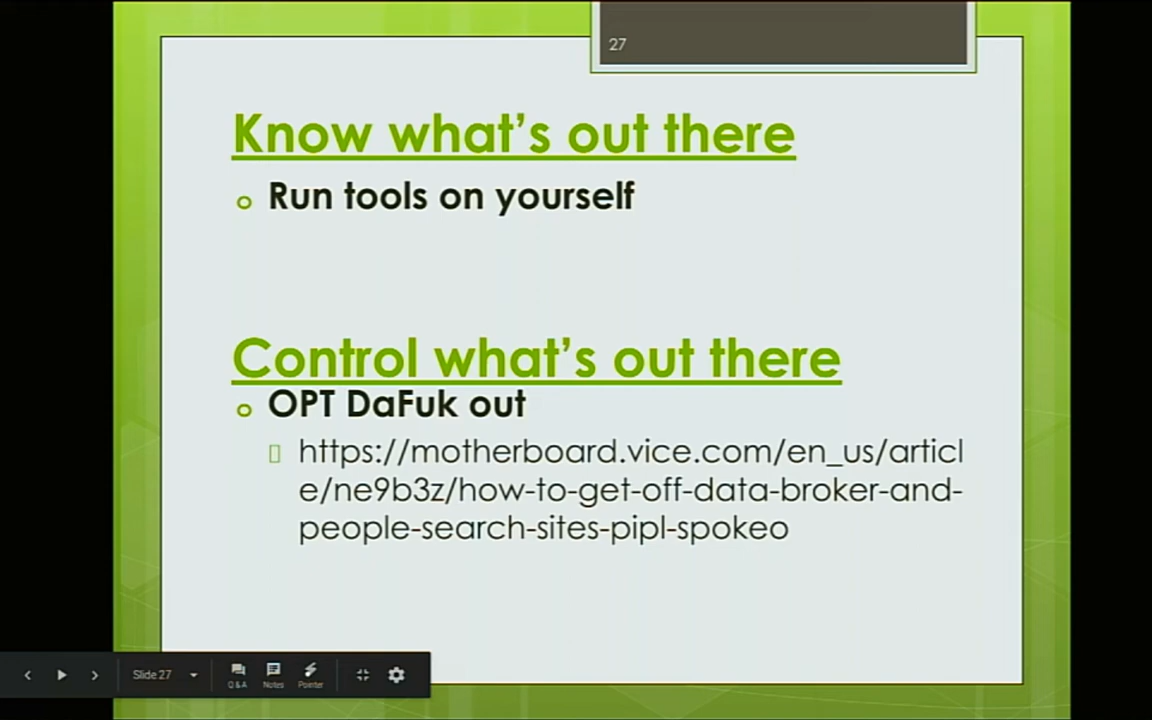 27
Know what's out there
Run tools on yourself
Control what's out there
OPT DaFuk out
https://motherboard.vice.com/en_us/articl
e/ne9b3z/how-to-get-off-data-broker-and-
people-search-sites-pipl-spokeo
Slide 27
Q & A Notes Pointer